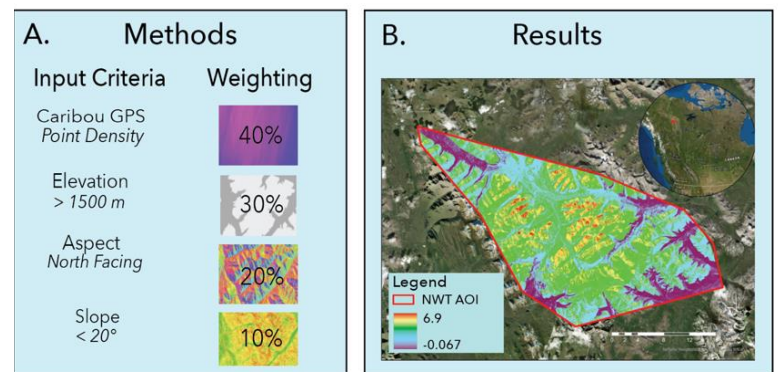 A. Methods
Input Criteria Weighting
Caribou GPS
Point Density
40%
Elevation
> 1500 m
30%
Aspect
North Facing
20%
Slope
< 20°
10%
B. Results
Legend
NWT AOI
6.9
-0.067